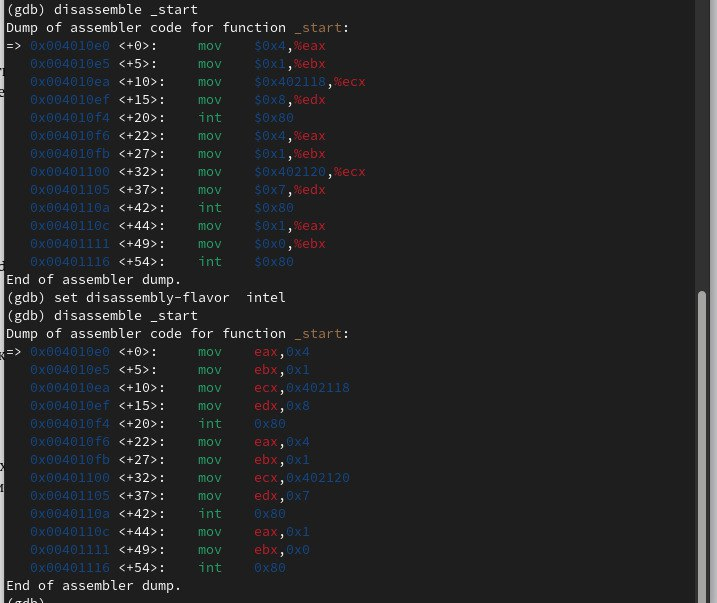 (gdb) disassemble _start
Dump of assembler code for function _start:
=> 0x004010e0 <+0>:     mov    $0x4,%eax
   0x004010e5 <+5>:     mov    $0x1,%ebx
   0x004010ea <+10>:    mov    $0x402118,%ecx
   0x004010ef <+15>:    mov    $0x8,%edx
   0x004010f4 <+20>:    int    $0x80
   0x004010f6 <+22>:    mov    $0x4,%eax
   0x004010fb <+27>:    mov    $0x1,%ebx
   0x00401100 <+32>:    mov    $0x402120,%ecx
   0x00401105 <+37>:    mov    $0x7,%edx
   0x0040110a <+42>:    int    $0x80
   0x0040110c <+44>:    mov    $0x1,%eax
   0x00401111 <+49>:    mov    $0x0,%ebx
   0x00401116 <+54>:    int    $0x80
End of assembler dump.
(gdb) set disassembly-flavor  intel
(gdb) disassemble _start
Dump of assembler code for function _start:
=> 0x004010e0 <+0>:     mov    eax,0x4
   0x004010e5 <+5>:     mov    ebx,0x1
   0x004010ea <+10>:    mov    ecx,0x402118
   0x004010ef <+15>:    mov    edx,0x8
   0x004010f4 <+20>:    int    0x80
   0x004010f6 <+22>:    mov    eax,0x4
   0x004010fb <+27>:    mov    ebx,0x1
   0x00401100 <+32>:    mov    ecx,0x402120
   0x00401105 <+37>:    mov    edx,0x7
   0x0040110a <+42>:    int    0x80
   0x0040110c <+44>:    mov    eax,0x1
   0x00401111 <+49>:    mov    ebx,0x0
   0x00401116 <+54>:    int    0x80
End of assembler dump.
(gdb)